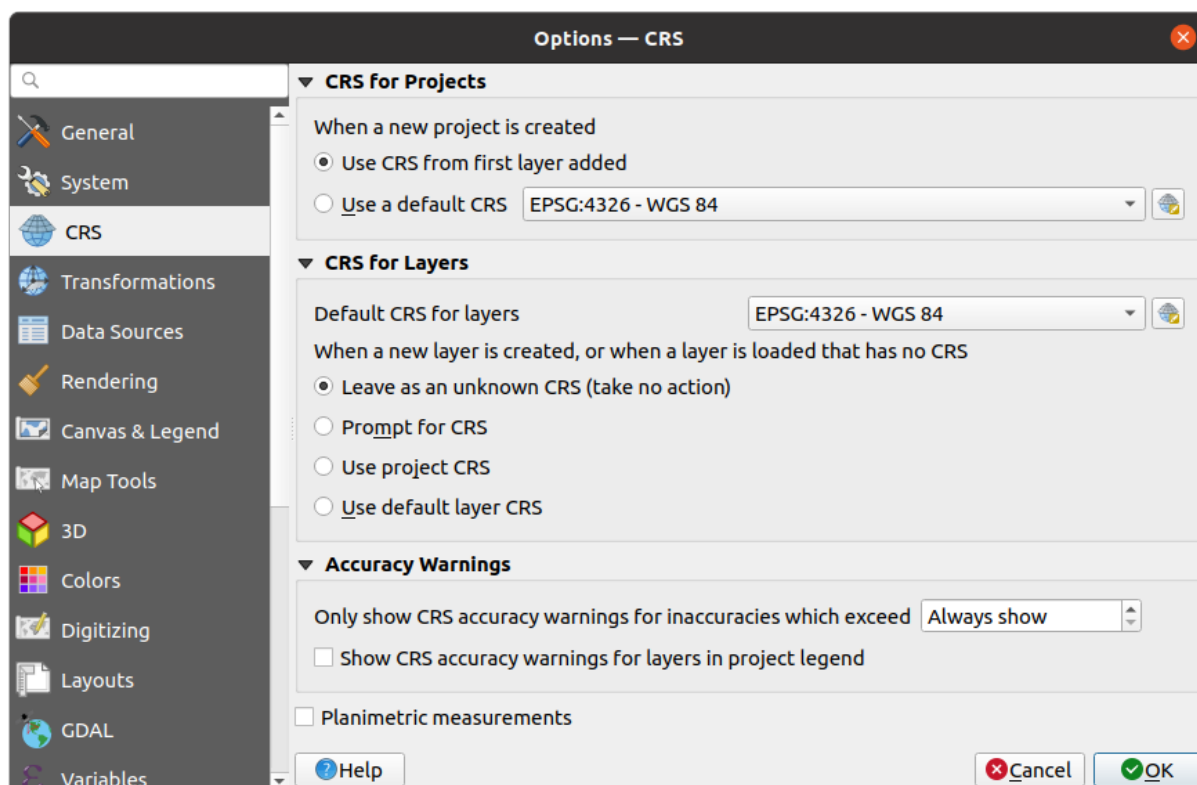 Options — CRS
General
System
CRS
Transformations
Data Sources
Rendering
Canvas & Legend
Map Tools
3D
Colors
Digitizing
Layouts
GDAL
Variables
CRS for Projects
When a new project is created
Use CRS from first layer added
Use a default CRS EPSG:4326 - WGS 84
CRS for Layers
Default CRS for layers EPSG:4326 - WGS 84
When a new layer is created, or when a layer is loaded that has no CRS
Leave as an unknown CRS (take no action)
Prompt for CRS
Use project CRS
Use default layer CRS
Accuracy Warnings
Only show CRS accuracy warnings for inaccuracies which exceed Always show
Show CRS accuracy warnings for layers in project legend
Planimetric measurements
Help Cancel OK